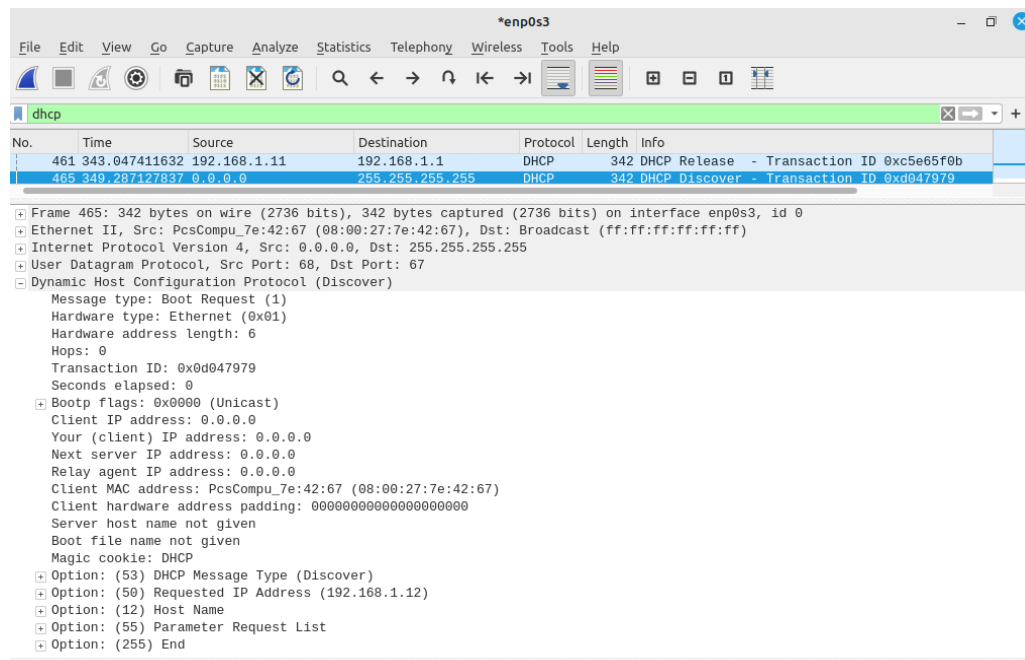 *enp0s3
File Edit View Go Capture Analyze Statistics Telephony Wireless Tools Help
dhcp
No. Time Source Destination Protocol Length Info
461 343.047411632 192.168.1.11 192.168.1.1 DHCP 342 DHCP Release - Transaction ID 0xc5e65f0b
465 349.287127837 0.0.0.0 255.255.255.255 DHCP 342 DHCP Discover - Transaction ID 0xd047979
Frame 465: 342 bytes on wire (2736 bits), 342 bytes captured (2736 bits) on interface enp0s3, id 0
Ethernet II, Src: PcsCompu_7e:42:67 (08:00:27:7e:42:67), Dst: Broadcast (ff:ff:ff:ff:ff:ff)
Internet Protocol Version 4, Src: 0.0.0.0, Dst: 255.255.255.255
User Datagram Protocol, Src Port: 68, Dst Port: 67
Dynamic Host Configuration Protocol (Discover)
Message type: Boot Request (1)
Hardware type: Ethernet (0x01)
Hardware address length: 6
Hops: 0
Transaction ID: 0x0d047979
Seconds elapsed: 0
Bootp flags: 0x0000 (Unicast)
Client IP address: 0.0.0.0
Your (client) IP address: 0.0.0.0
Next server IP address: 0.0.0.0
Relay agent IP address: 0.0.0.0
Client MAC address: PcsCompu_7e:42:67 (08:00:27:7e:42:67)
Client hardware address padding: 00000000000000000000
Server host name not given
Boot file name not given
Magic cookie: DHCP
Option: (53) DHCP Message Type (Discover)
Option: (50) Requested IP Address (192.168.1.12)
Option: (12) Host Name
Option: (55) Parameter Request List
Option: (255) End